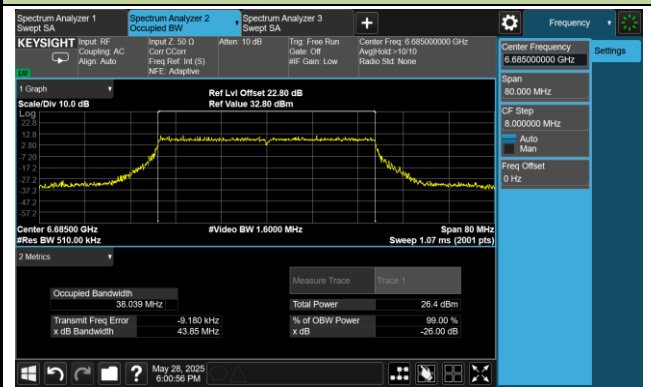 Spectrum Analyzer 1
Swept SA
Spectrum Analyzer 2
Occupied BW
Spectrum Analyzer 3
Swept SA
+
Frequency
KEYSIGHT
Input: RF
Coupling: AC
Align: Auto
Input Z: 50 Ω
Corr CCorr
Freq Ref: Int (S)
NFE: Adaptive
Atten: 10 dB
Trig: Free Run
Gate: Off
#IF Gain: Low
Center Freq: 6.685000000 GHz
Avg|Hold:>10/10
Radio Std: None
Center Frequency
6.685000000 GHz
Settings
Span
80.000 MHz
CF Step
8.000000 MHz
Auto
Man
Freq Offset
0 Hz
1 Graph
Scale/Div 10.0 dB
Ref Lvl Offset 22.80 dB
Ref Value 32.80 dBm
Log
22.8
12.8
2.80
-7.20
-17.2
-27.2
-37.2
-47.2
-57.2
Center 6.68500 GHz
#Res BW 510.00 kHz
#Video BW 1.6000 MHz
Span 80 MHz
Sweep 1.07 ms (2001 pts)
2 Metrics
Measure Trace
Trace 1
Occupied Bandwidth
38.039 MHz
Total Power
26.4 dBm
Transmit Freq Error
-9.180 kHz
% of OBW Power
99.00 %
x dB Bandwidth
43.85 MHz
x dB
-26.00 dB
?
May 28, 2025
6:00:56 PM